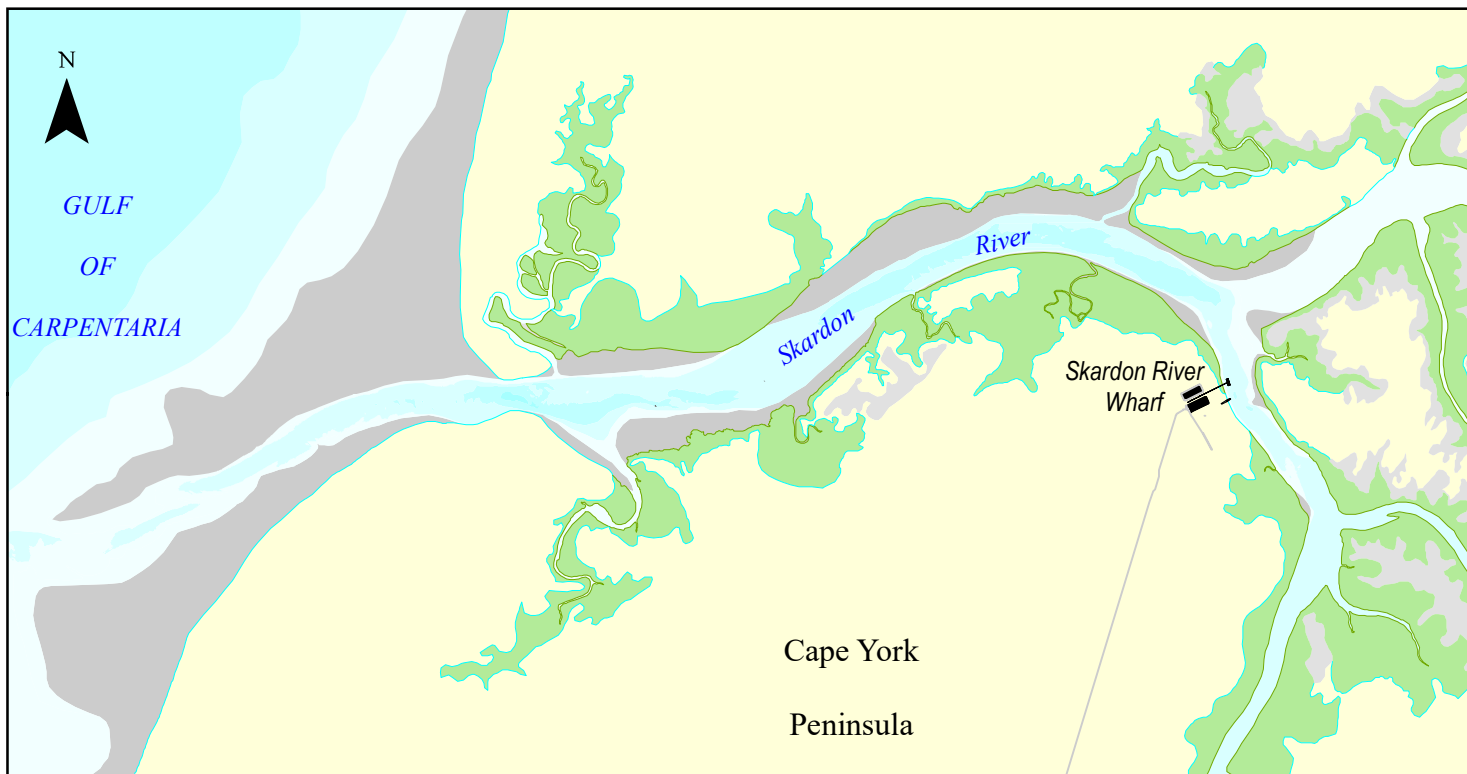 N
GULF
OF
CARPENTARIA
River
Skardon
Skardon River
Wharf
Cape York
Peninsula